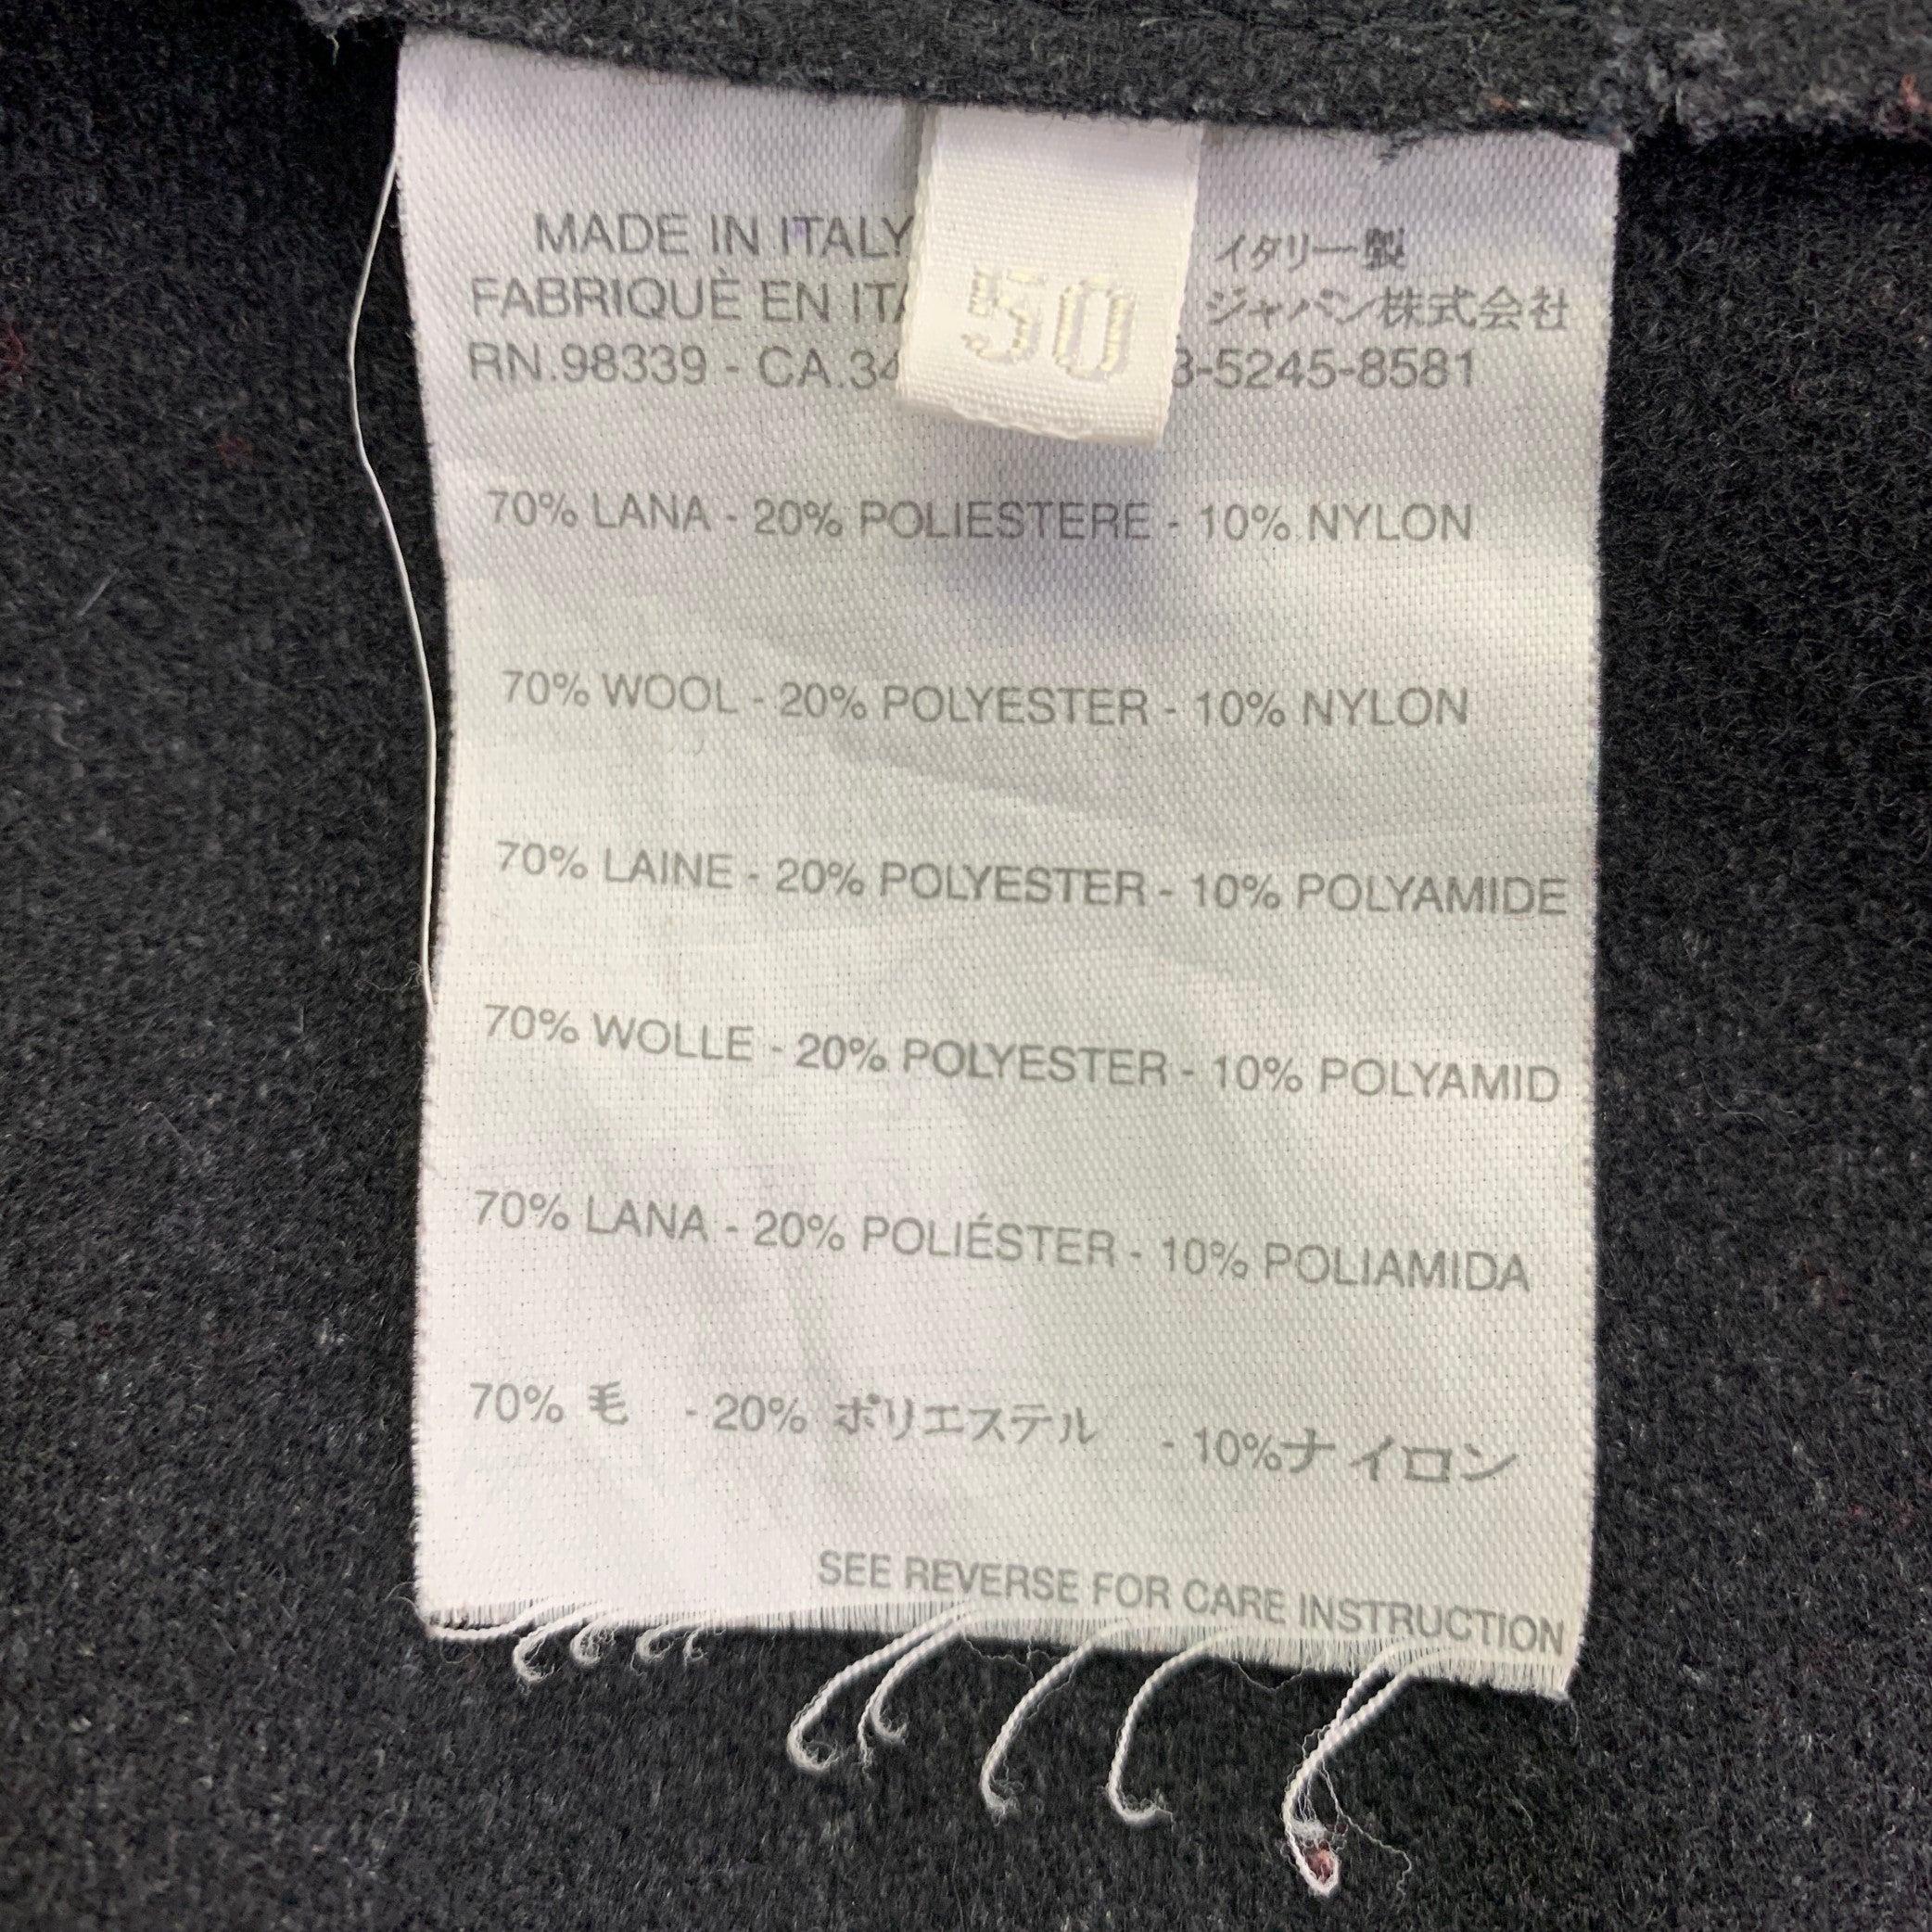 MADE IN ITALY
イタリー製
FABRIQUÈ EN
ジャパン株式会社
RN.98339 - CA.
-5245-8581
50
70% LANA - 20% POLIESTERE - 10% NYLON
70% WOOL - 20% POLYESTER - 10% NYLON
70% LAINE - 20% POLYESTER - 10% POLYAMIDE
70% WOLLE - 20% POLYESTER - 10% POLYAMID
70% LANA - 20% POLIÉSTER - 10% POLIAMIDA
70% 毛 - 20% ポリエステル - 10%ナイロン
SEE REVERSE FOR CARE INSTRUCTION